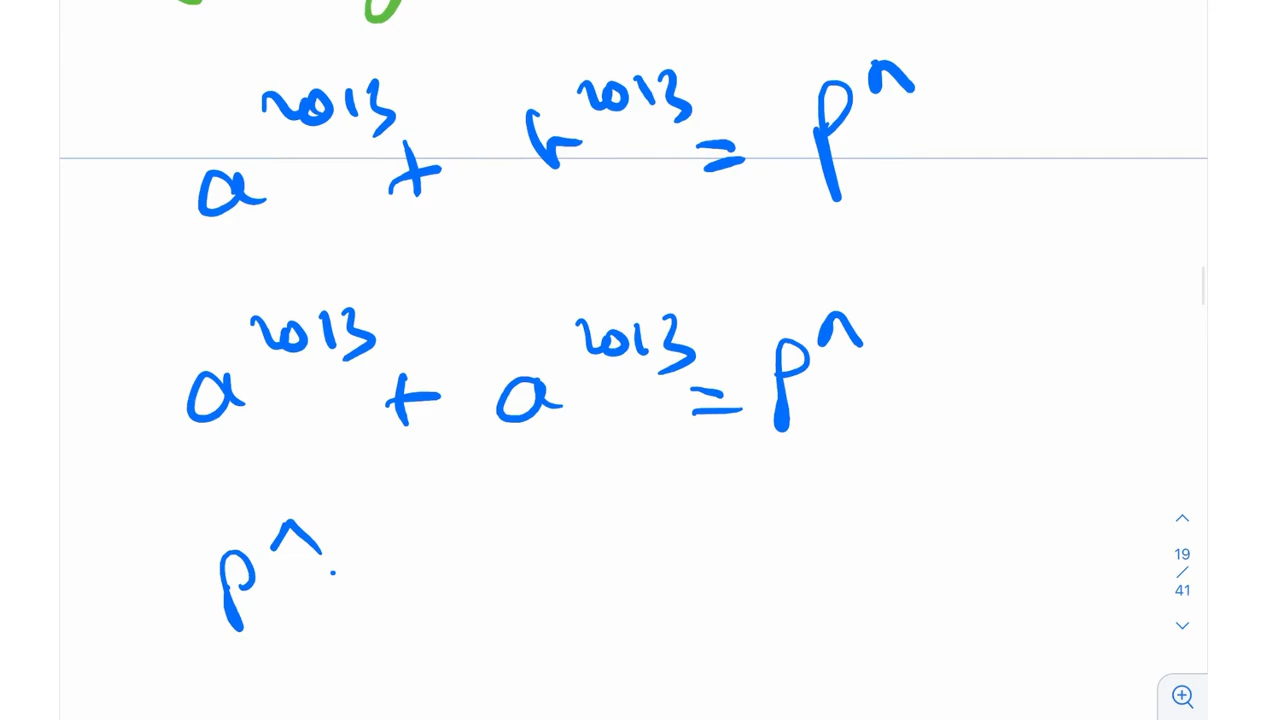 a^2013 + b^2013 = p^n
a^2013 + a^2013 = p^n
p^n
19
/
41